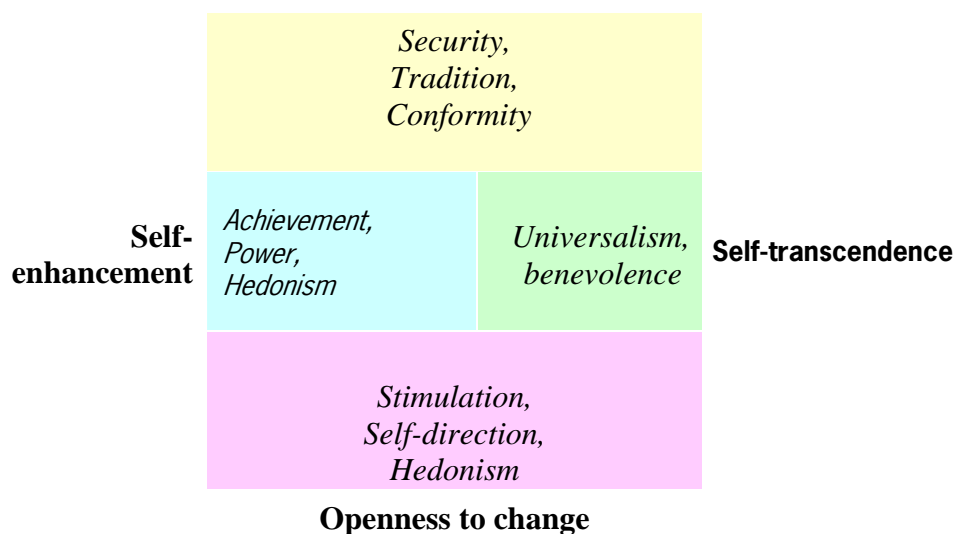 Security,
Tradition,
Conformity
Self-
enhancement
Achievement,
Power,
Hedonism
Universalism,
benevolence
Self-transcendence
Stimulation,
Self-direction,
Hedonism
Openness to change